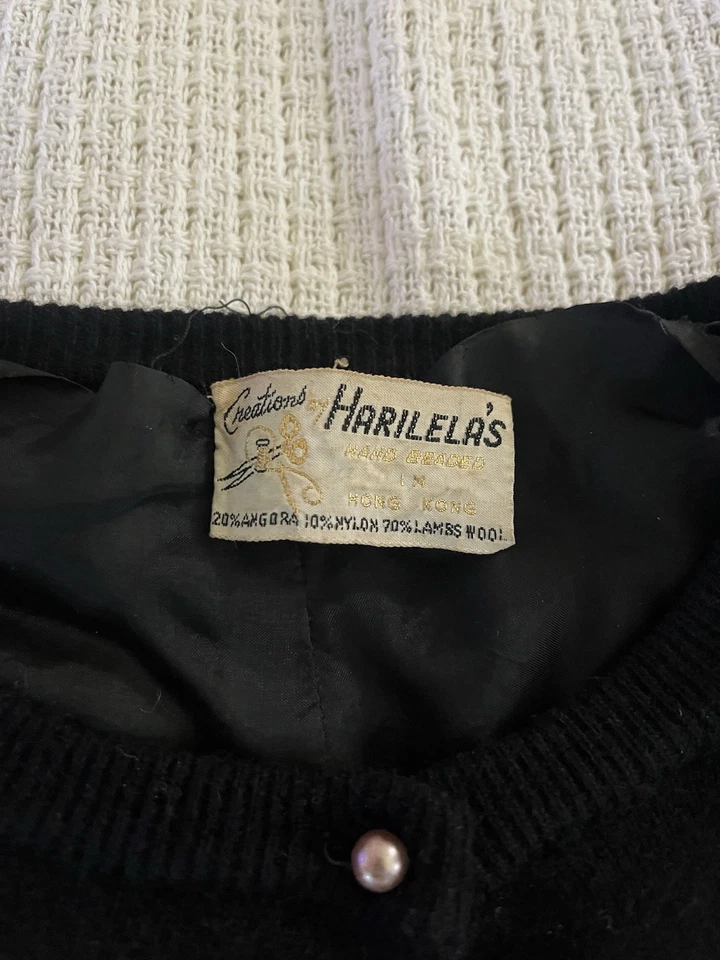 Creations by HARILELA'S
HAND BEADED
IN
HONG KONG
20% ANGORA 10% NYLON 70% LAMBS WOOL